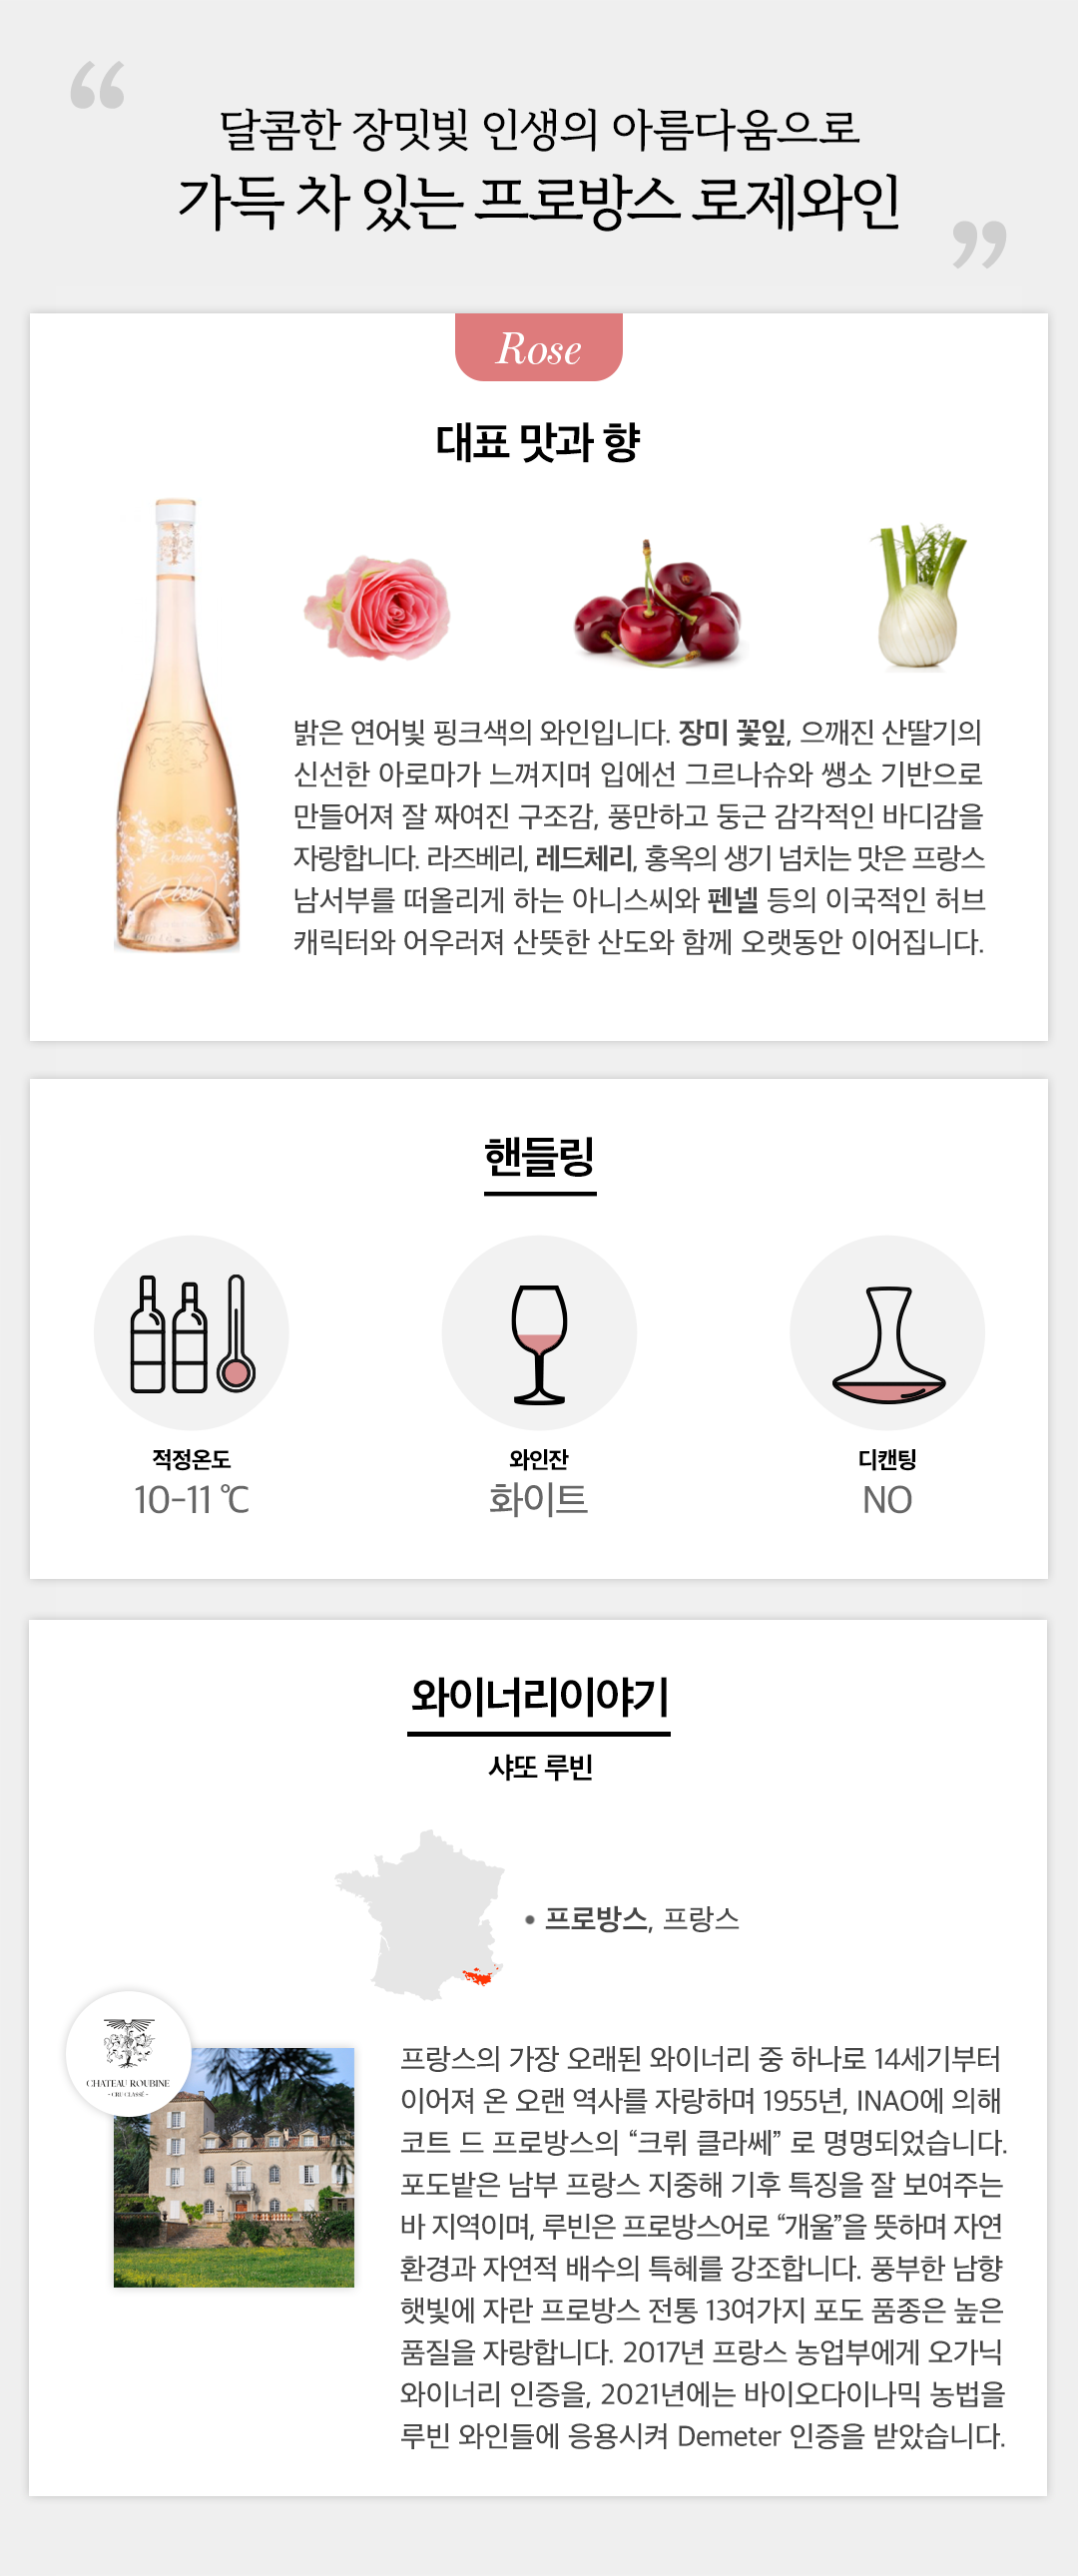 “
달콤한 장밋빛 인생의 아름다움으로
가득 차 있는 프로방스 로제와인
”
Rose
대표 맛과 향
밝은 연어빛 핑크색의 와인입니다. 장미 꽃잎, 으깨진 산딸기의
신선한 아로마가 느껴지며 입에선 그르나슈와 쌩소 기반으로
만들어져 잘 짜여진 구조감, 풍만하고 둥근 감각적인 바디감을
자랑합니다. 라즈베리, 레드체리, 홍옥의 생기 넘치는 맛은 프랑스
남서부를 떠올리게 하는 아니스씨와 펜넬 등의 이국적인 허브
캐릭터와 어우러져 산뜻한 산도와 함께 오랫동안 이어집니다.
Roubine
Rose
핸들링
적정온도
10-11 ℃
와인잔
화이트
디캔팅
NO
와이너리이야기
샤또 루빈
• 프로방스, 프랑스
CHATEAU ROUBINE
- CRU CLASSÉ -
프랑스의 가장 오래된 와이너리 중 하나로 14세기부터
이어져 온 오랜 역사를 자랑하며 1955년, INAO에 의해
코트 드 프로방스의 “크뤼 클라쎄” 로 명명되었습니다.
포도밭은 남부 프랑스 지중해 기후 특징을 잘 보여주는
바 지역이며, 루빈은 프로방스어로 “개울”을 뜻하며 자연
환경과 자연적 배수의 특혜를 강조합니다. 풍부한 남향
햇빛에 자란 프로방스 전통 13여가지 포도 품종은 높은
품질을 자랑합니다. 2017년 프랑스 농업부에게 오가닉
와이너리 인증을, 2021년에는 바이오다이나믹 농법을
루빈 와인들에 응용시켜 Demeter 인증을 받았습니다.